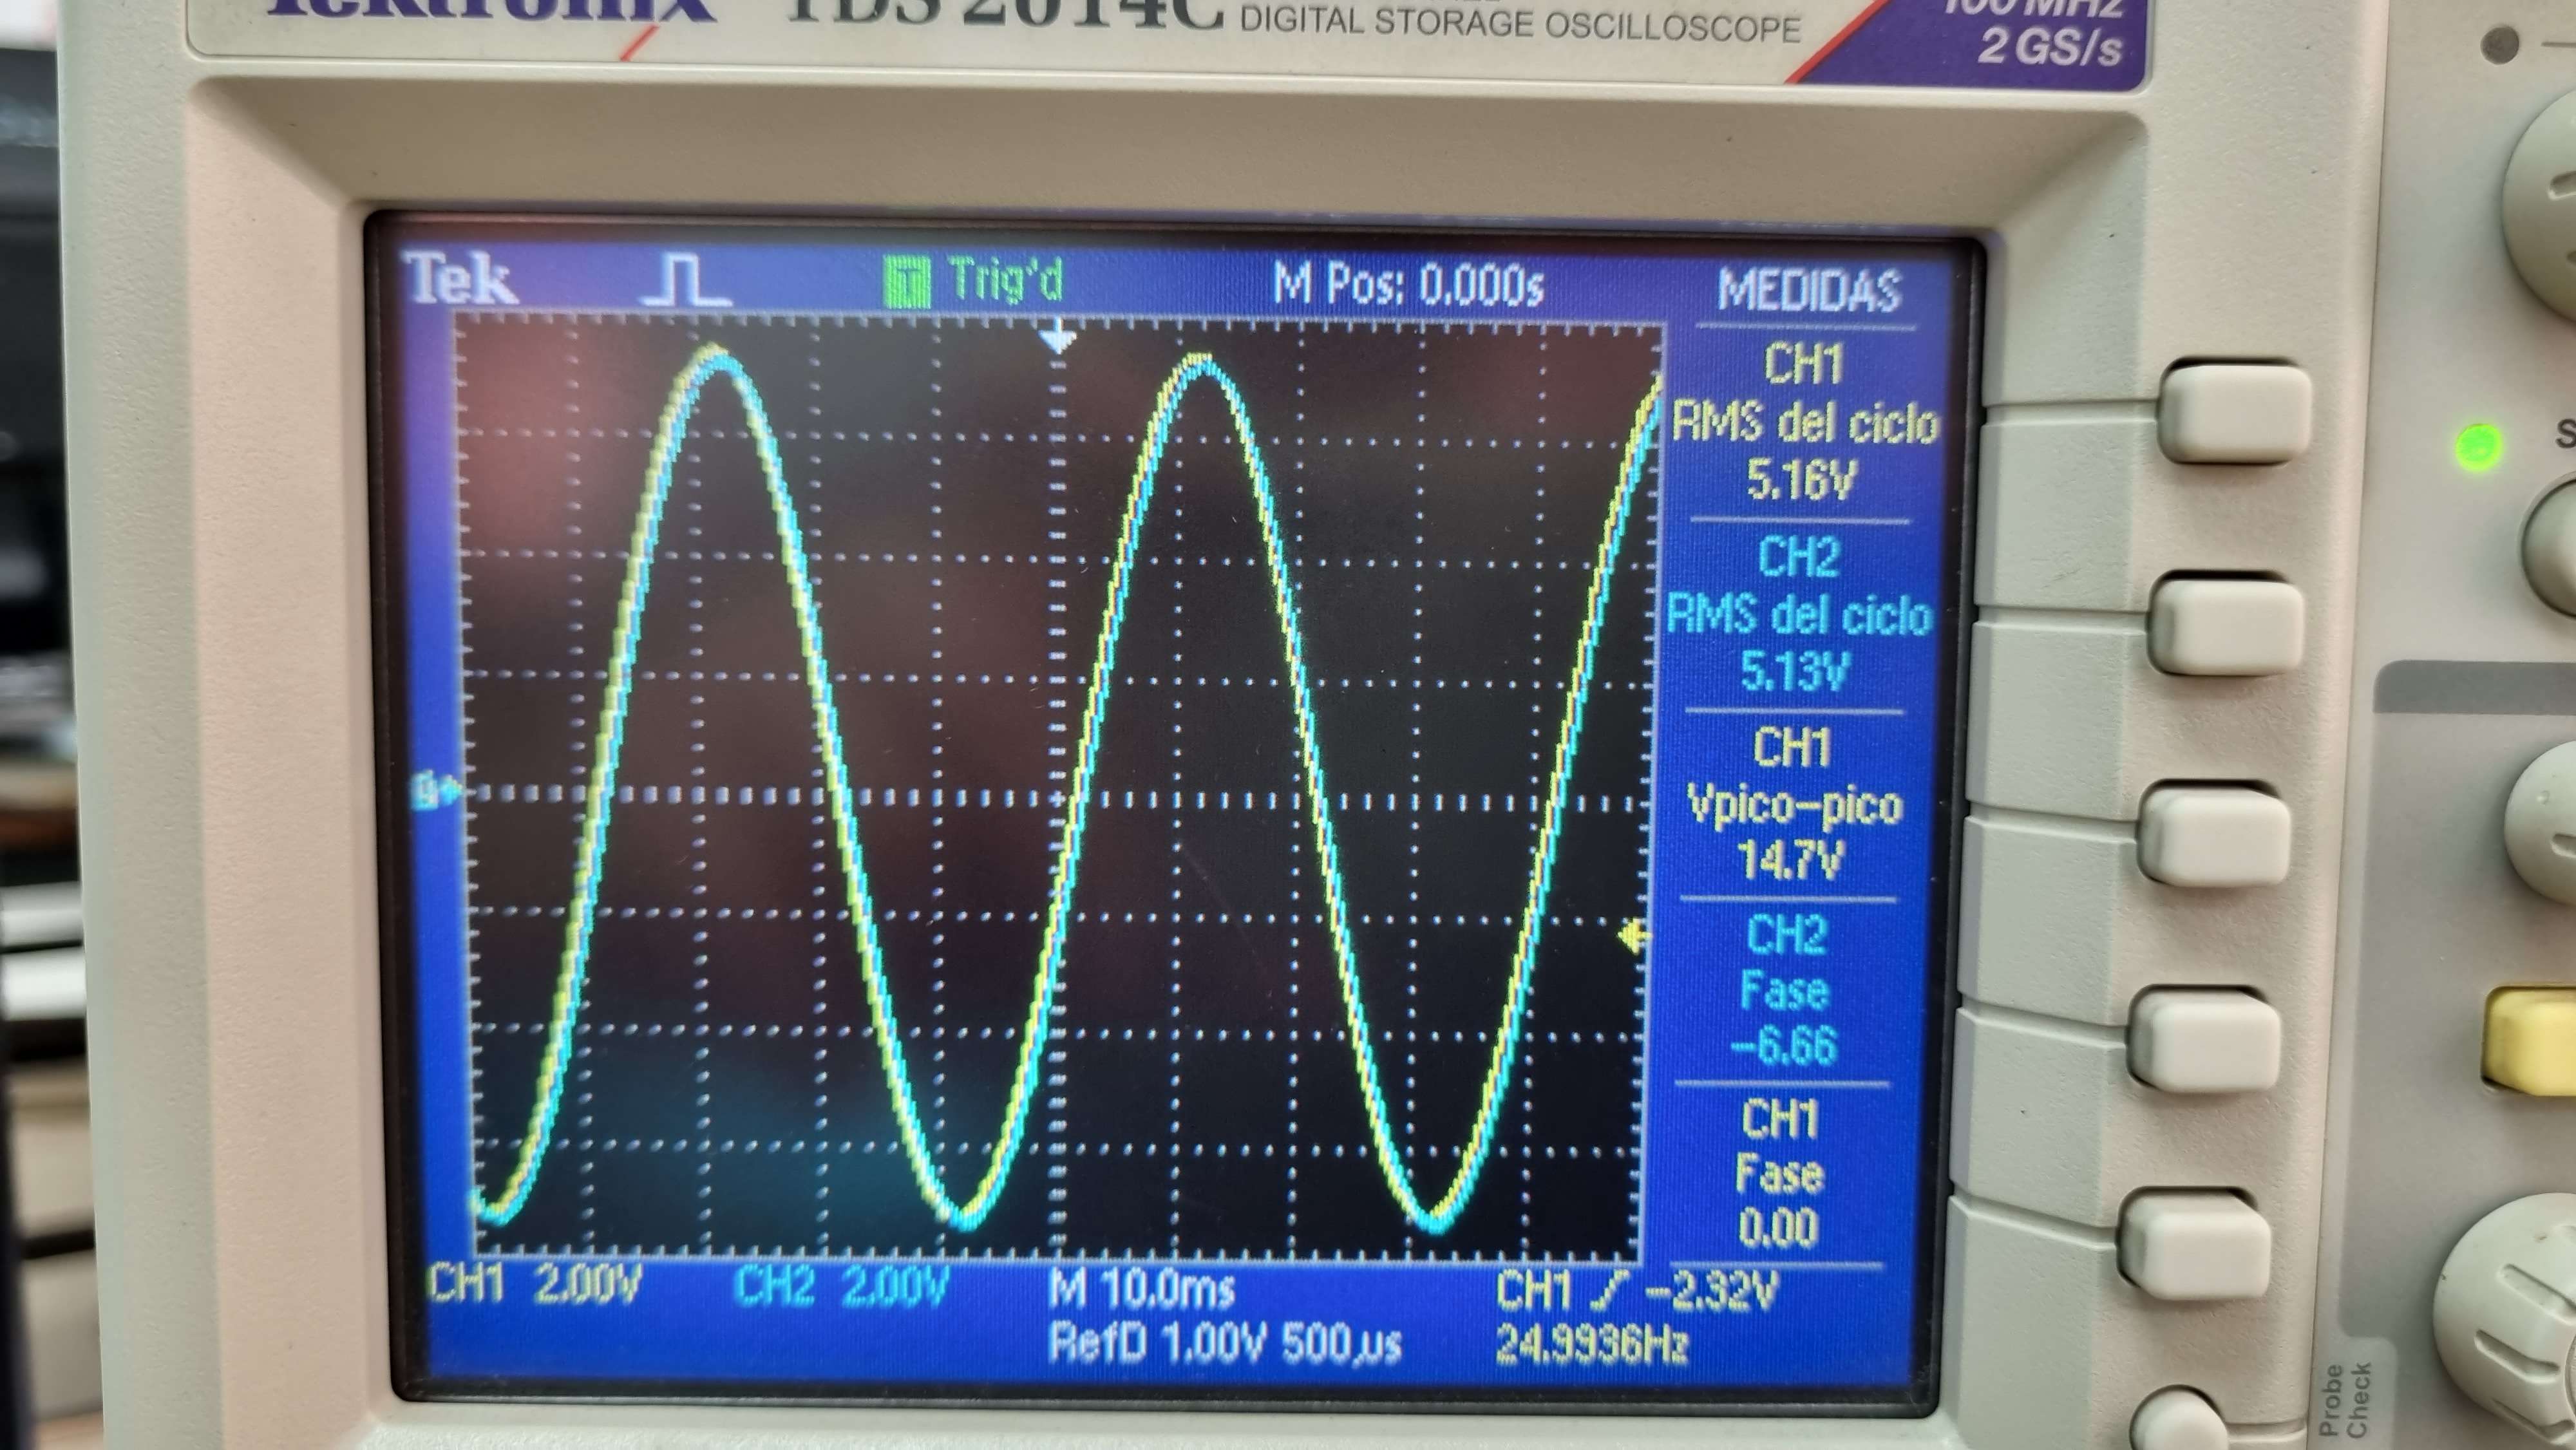 Tektronix TDS 2014C DIGITAL STORAGE OSCILLOSCOPE
100 MHz
2 GS/s
Tek T Trig'd M Pos: 0.000s MEDIDAS
CH1
RMS del ciclo
5.16V
CH2
RMS del ciclo
5.13V
CH1
Vpico-pico
14.7V
CH2
Fase
-6.66
CH1
Fase
0.00
CH1 2.00V CH2 2.00V M 10.0ms CH1 -2.32V
RefD 1.00V 500µs 24.9936Hz
Probe
Check